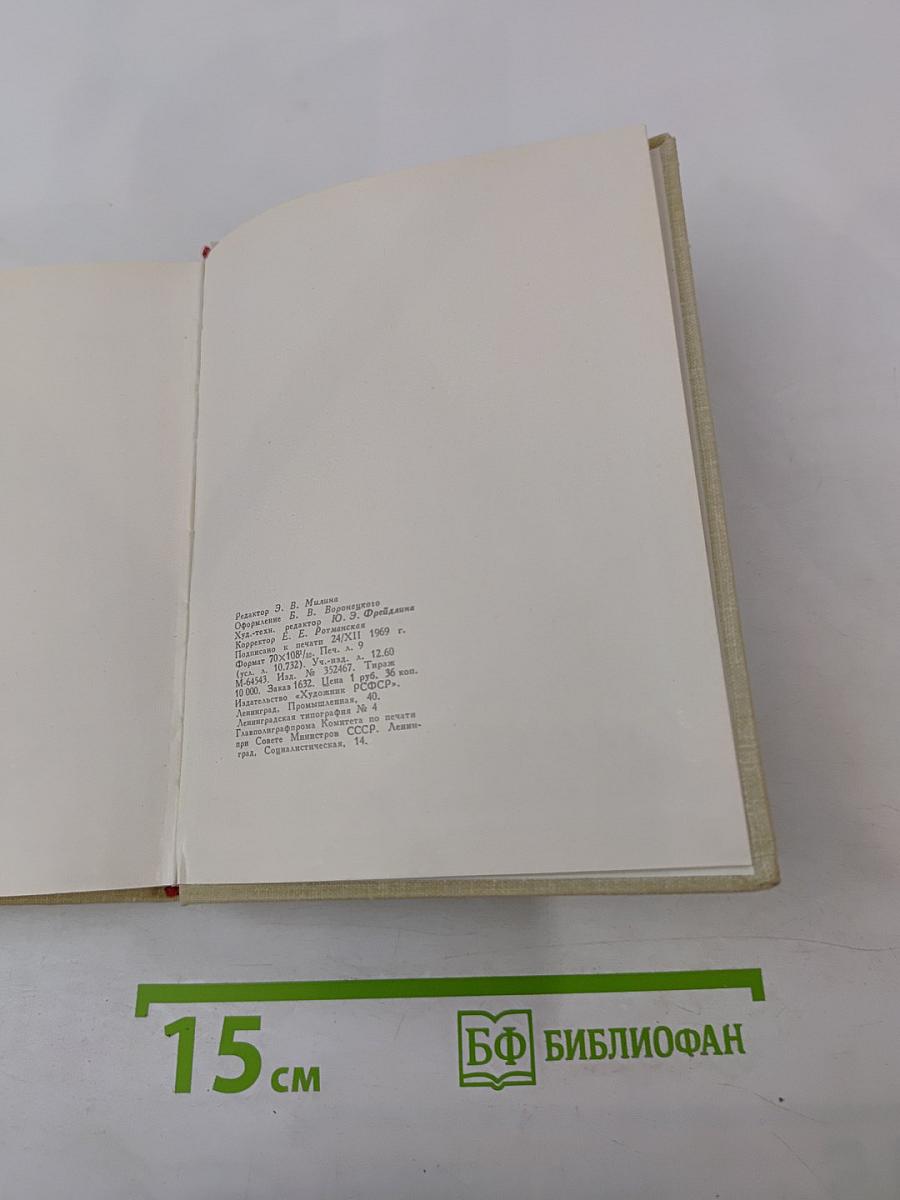 Редактор Э. В. Милина
Оформление Б. В. Воронецкого
Худ.-техн. редактор Ю. Э. Фрейдлина
Корректор Е. Е. Ротманская
Подписано к печати 24/XII 1969 г.
Формат 70×108¹/₃₂. Печ. л. 9
(усл. л. 10.732). Уч.-изд. л. 12.60
М-64543. Изд. № 352467. Тираж
10 000. Заказ 1632. Цена 1 руб. 36 коп.
Издательство «Художник РСФСР».
Ленинград, Промышленная, 40.
Ленинградская типография № 4
Главполиграфпрома Комитета по печати
при Совете Министров СССР. Ленин-
град, Социалистическая, 14.
15 см
БФ БИБЛИОФАН